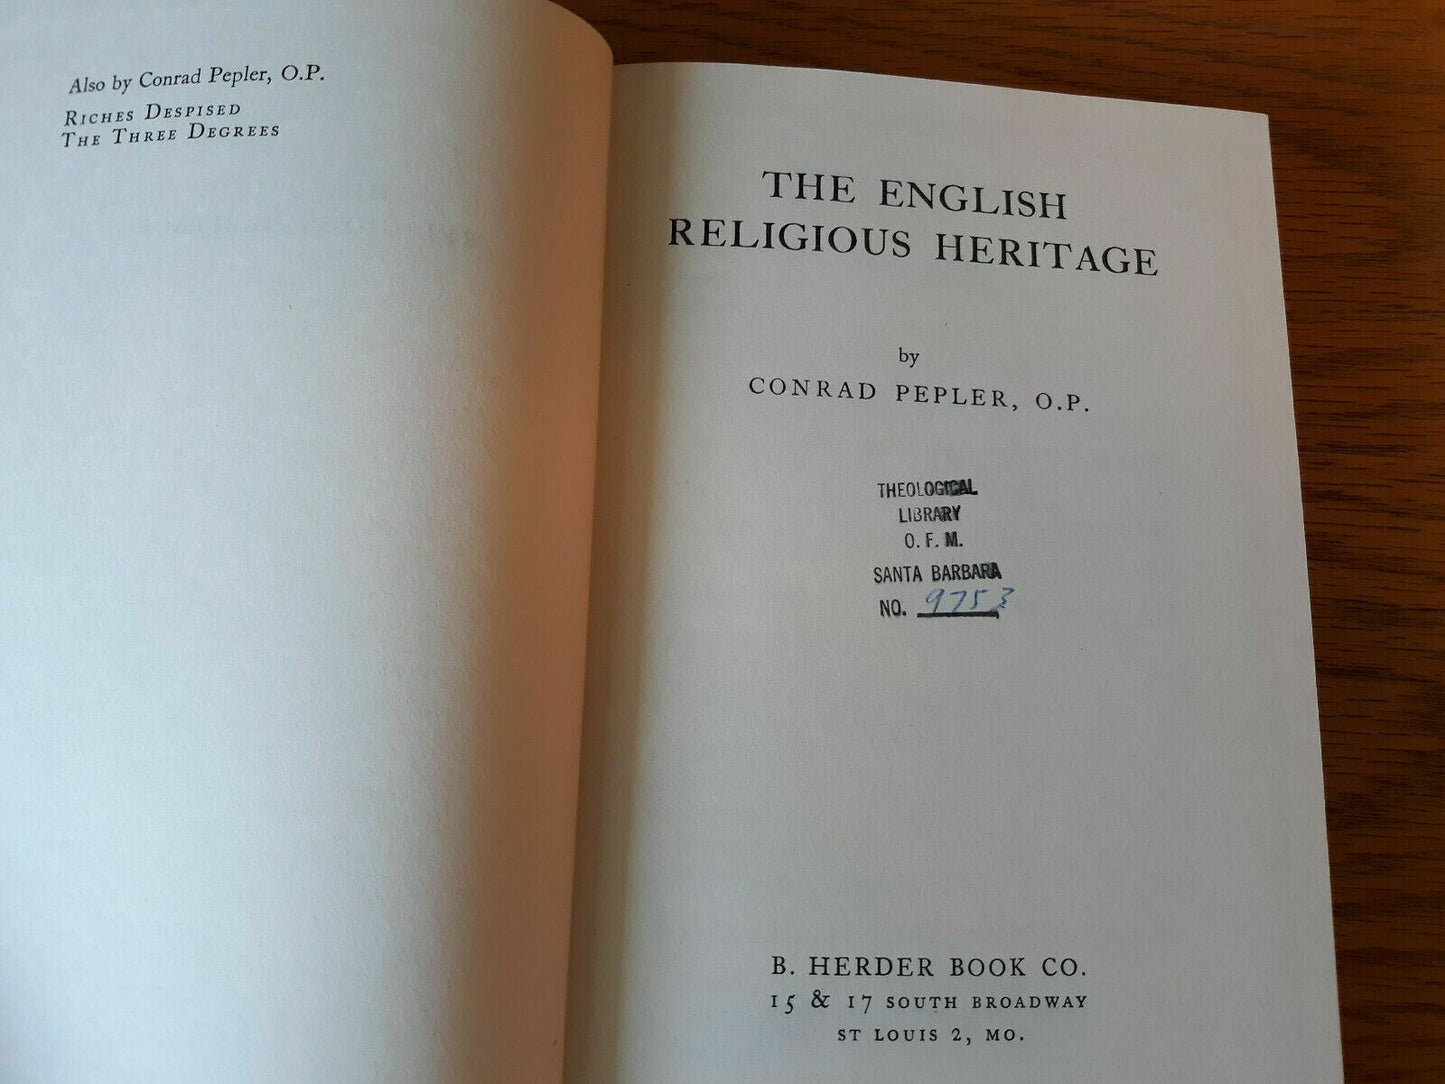 Also by Conrad Pepler, O.P.
RICHES DESPISED
THE THREE DEGREES
THE ENGLISH
RELIGIOUS HERITAGE
by
CONRAD PEPLER, O.P.
THEOLOGICAL
LIBRARY
O. F. M.
SANTA BARBARA
NO. 9753
B. HERDER BOOK CO.
15 & 17 SOUTH BROADWAY
ST LOUIS 2, MO.